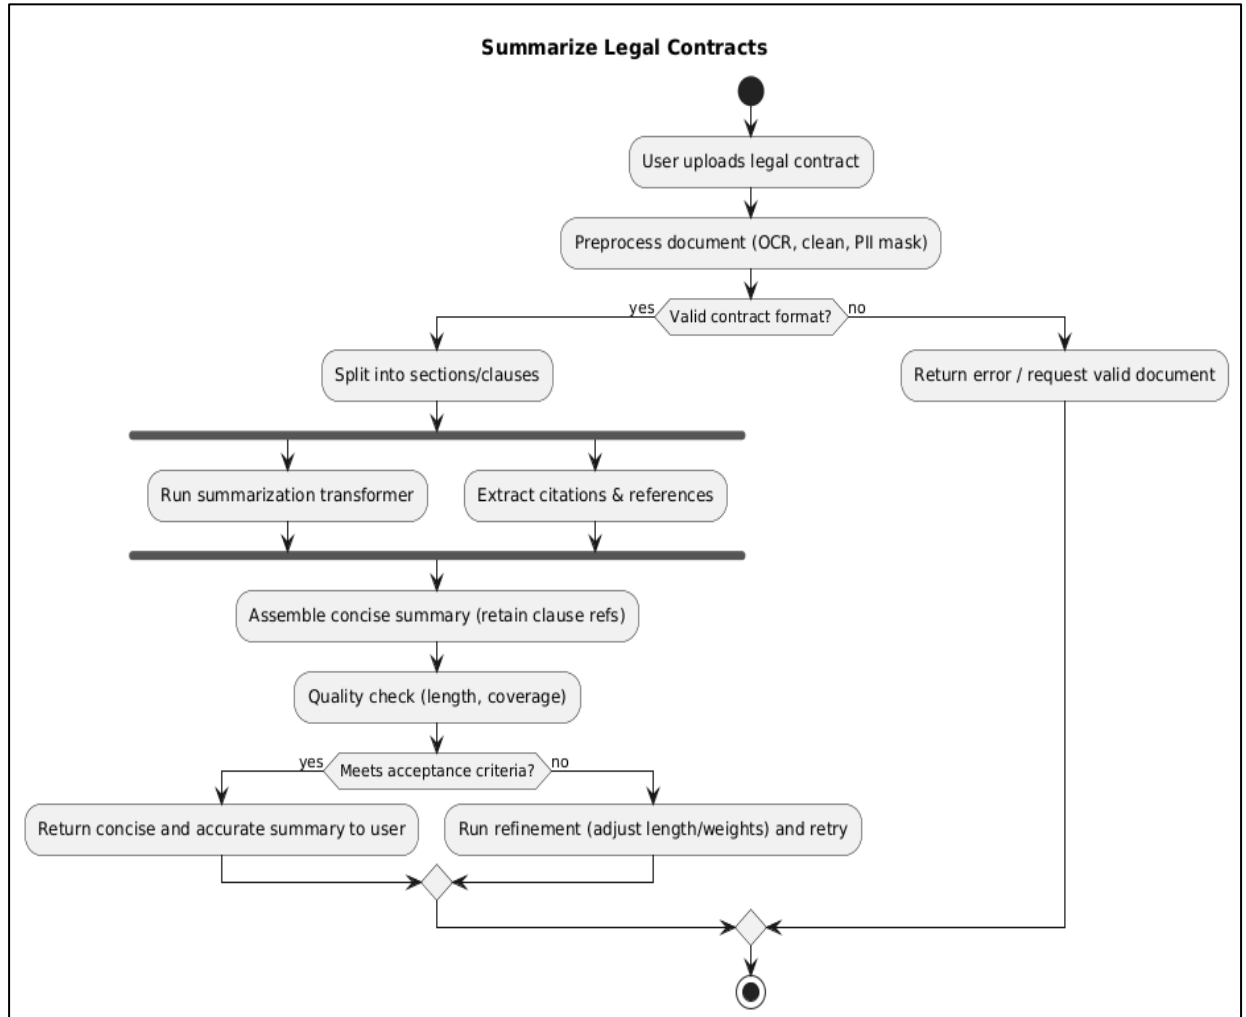 Summarize Legal Contracts
User uploads legal contract
Preprocess document (OCR, clean, PII mask)
yes
Valid contract format?
no
Split into sections/clauses
Return error / request valid document
Run summarization transformer
Extract citations & references
Assemble concise summary (retain clause refs)
Quality check (length, coverage)
yes
Meets acceptance criteria?
no
Return concise and accurate summary to user
Run refinement (adjust length/weights) and retry